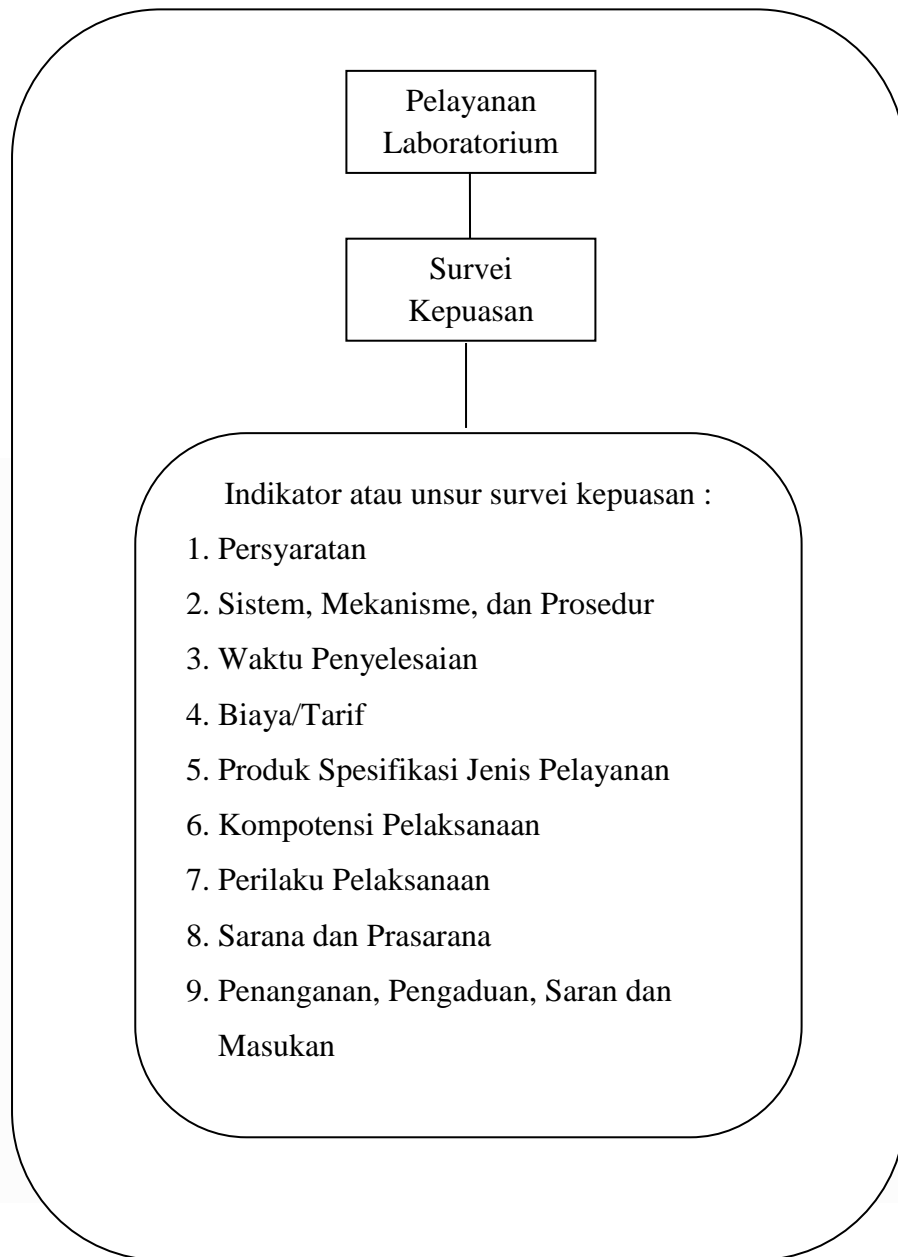 Pelayanan
Laboratorium
Survei
Kepuasan
Indikator atau unsur survei kepuasan :
1. Persyaratan
2. Sistem, Mekanisme, dan Prosedur
3. Waktu Penyelesaian
4. Biaya/Tarif
5. Produk Spesifikasi Jenis Pelayanan
6. Kompotensi Pelaksanaan
7. Perilaku Pelaksanaan
8. Sarana dan Prasarana
9. Penanganan, Pengaduan, Saran dan
Masukan